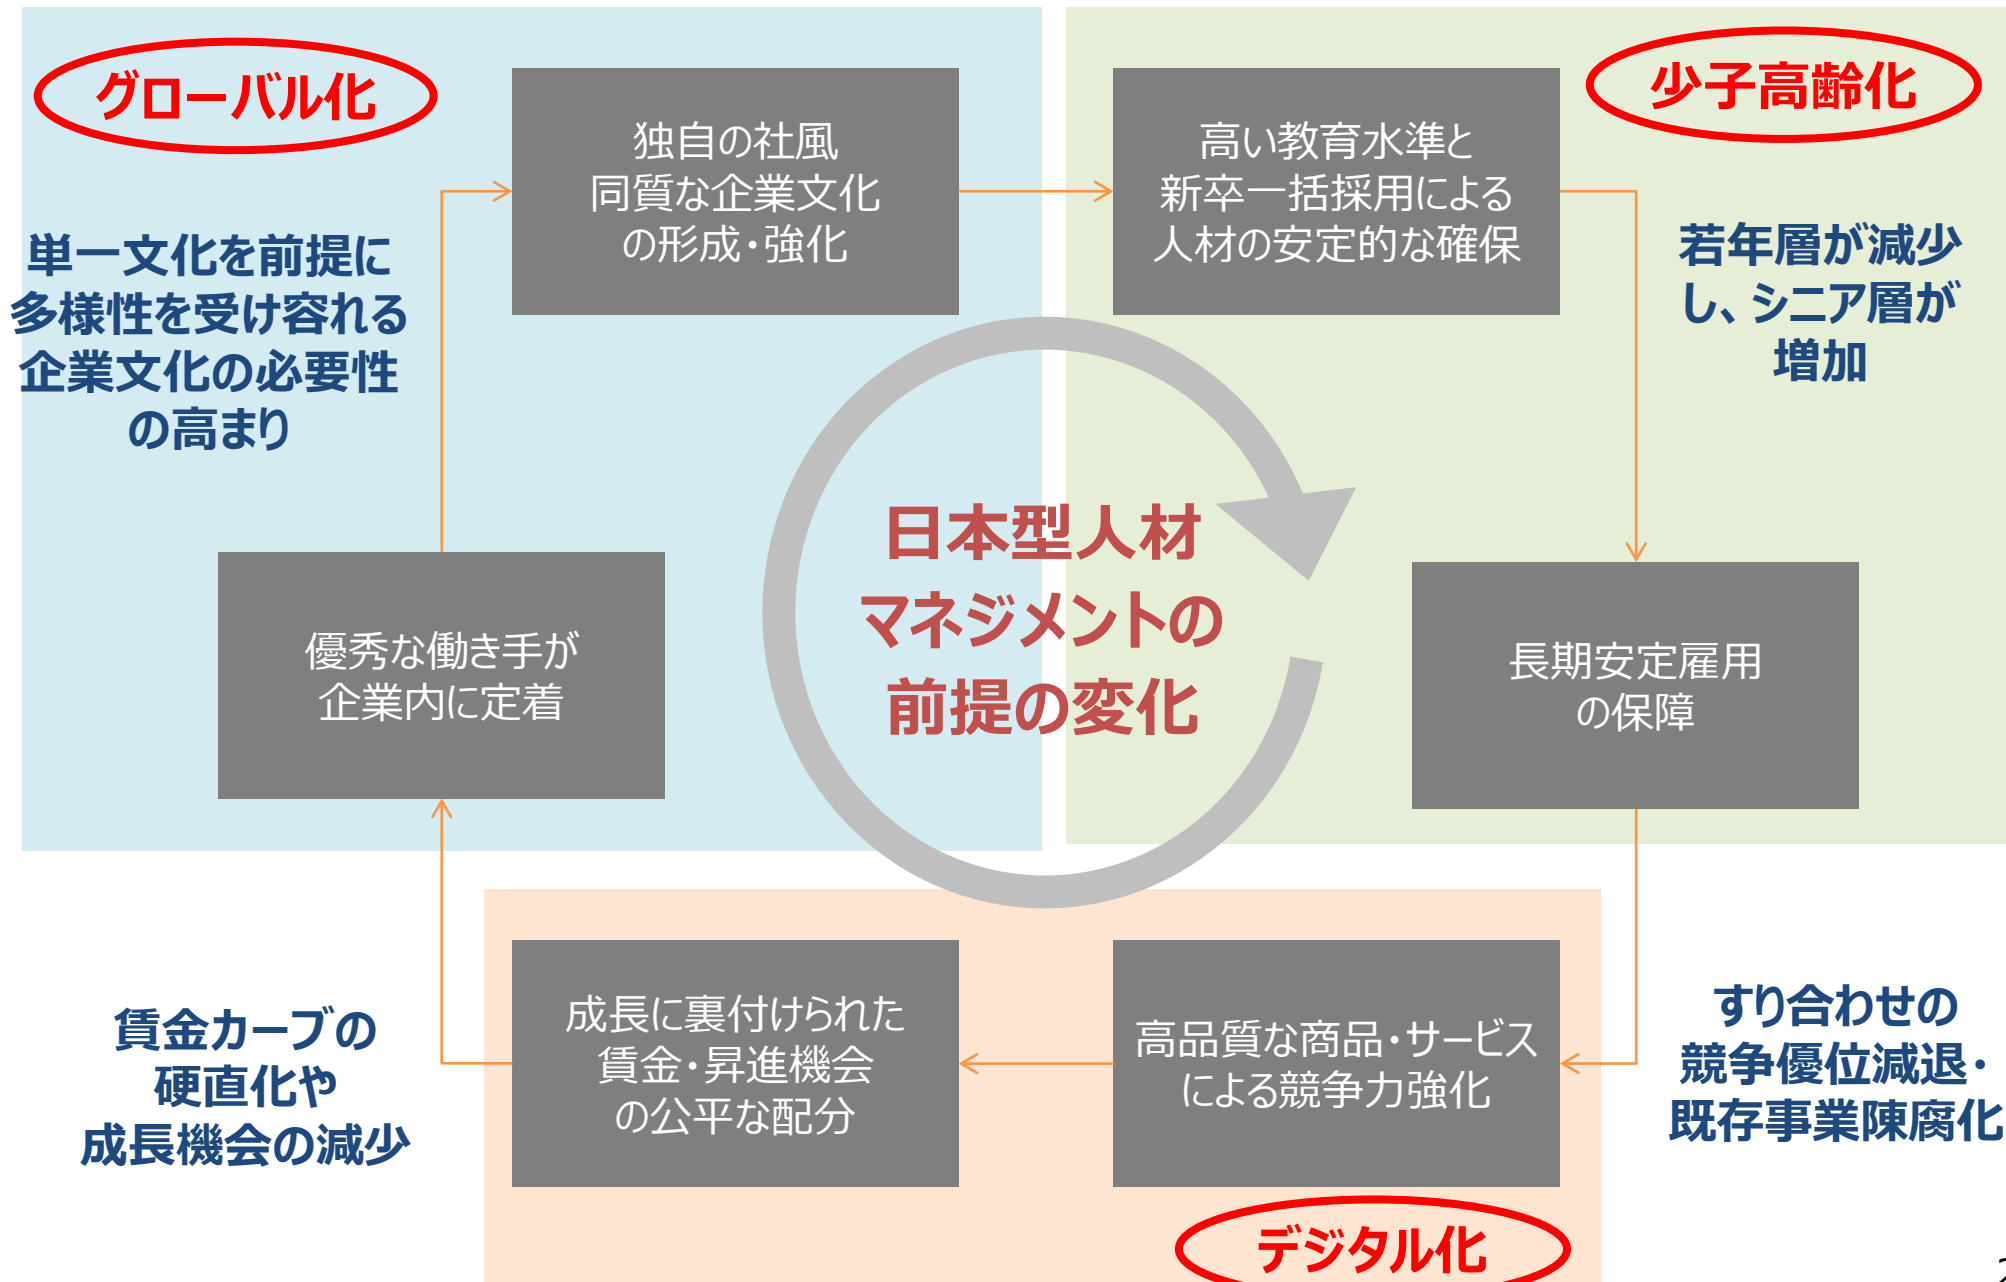 グローバル化
少子高齢化
独自の社風
同質な企業文化
の形成・強化
高い教育水準と
新卒一括採用による
人材の安定的な確保
単一文化を前提に
多様性を受け容れる
企業文化の必要性
の高まり
若年層が減少
し、シニア層が
増加
日本型人材
マネジメントの
前提の変化
優秀な働き手が
企業内に定着
長期安定雇用
の保障
賃金カーブの
硬直化や
成長機会の減少
成長に裏付けられた
賃金・昇進機会
の公平な配分
高品質な商品・サービス
による競争力強化
すり合わせの
競争優位減退・
既存事業陳腐化
デジタル化